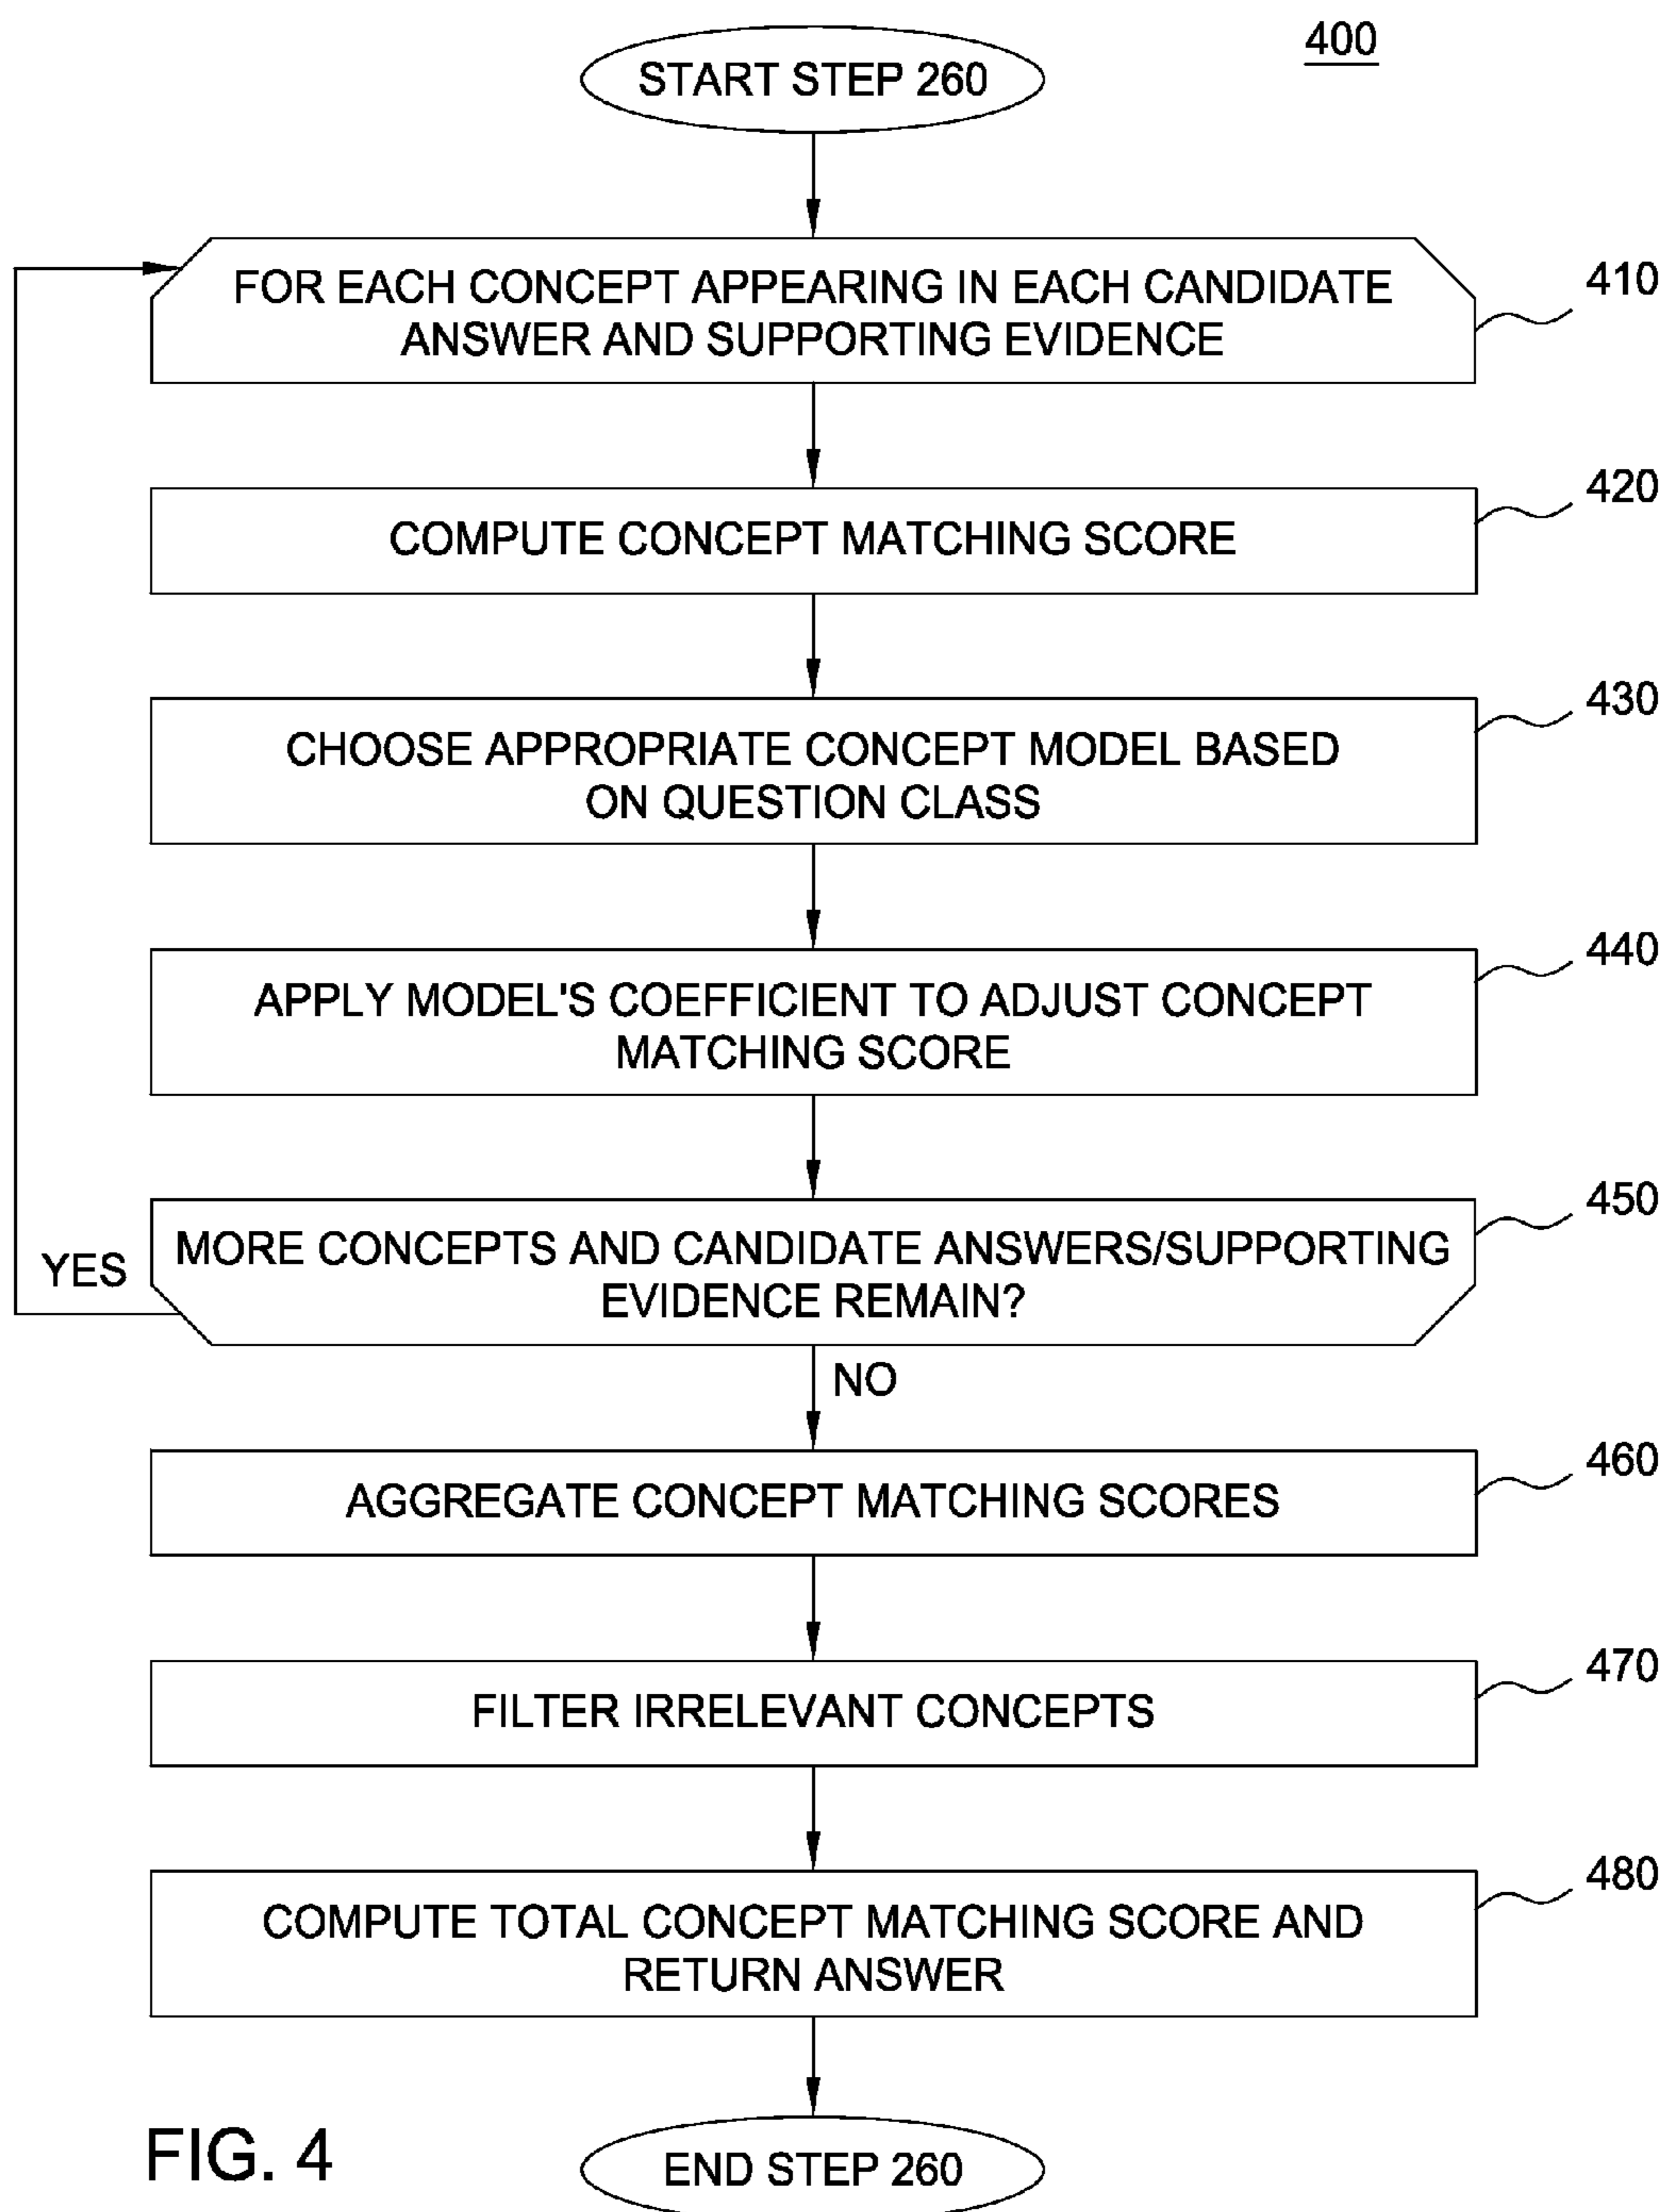 400
START STEP 260
FOR EACH CONCEPT APPEARING IN EACH CANDIDATE
ANSWER AND SUPPORTING EVIDENCE
410
COMPUTE CONCEPT MATCHING SCORE
420
CHOOSE APPROPRIATE CONCEPT MODEL BASED
ON QUESTION CLASS
430
APPLY MODEL'S COEFFICIENT TO ADJUST CONCEPT
MATCHING SCORE
440
MORE CONCEPTS AND CANDIDATE ANSWERS/SUPPORTING
EVIDENCE REMAIN?
450
YES
NO
AGGREGATE CONCEPT MATCHING SCORES
460
FILTER IRRELEVANT CONCEPTS
470
COMPUTE TOTAL CONCEPT MATCHING SCORE AND
RETURN ANSWER
480
END STEP 260
FIG. 4